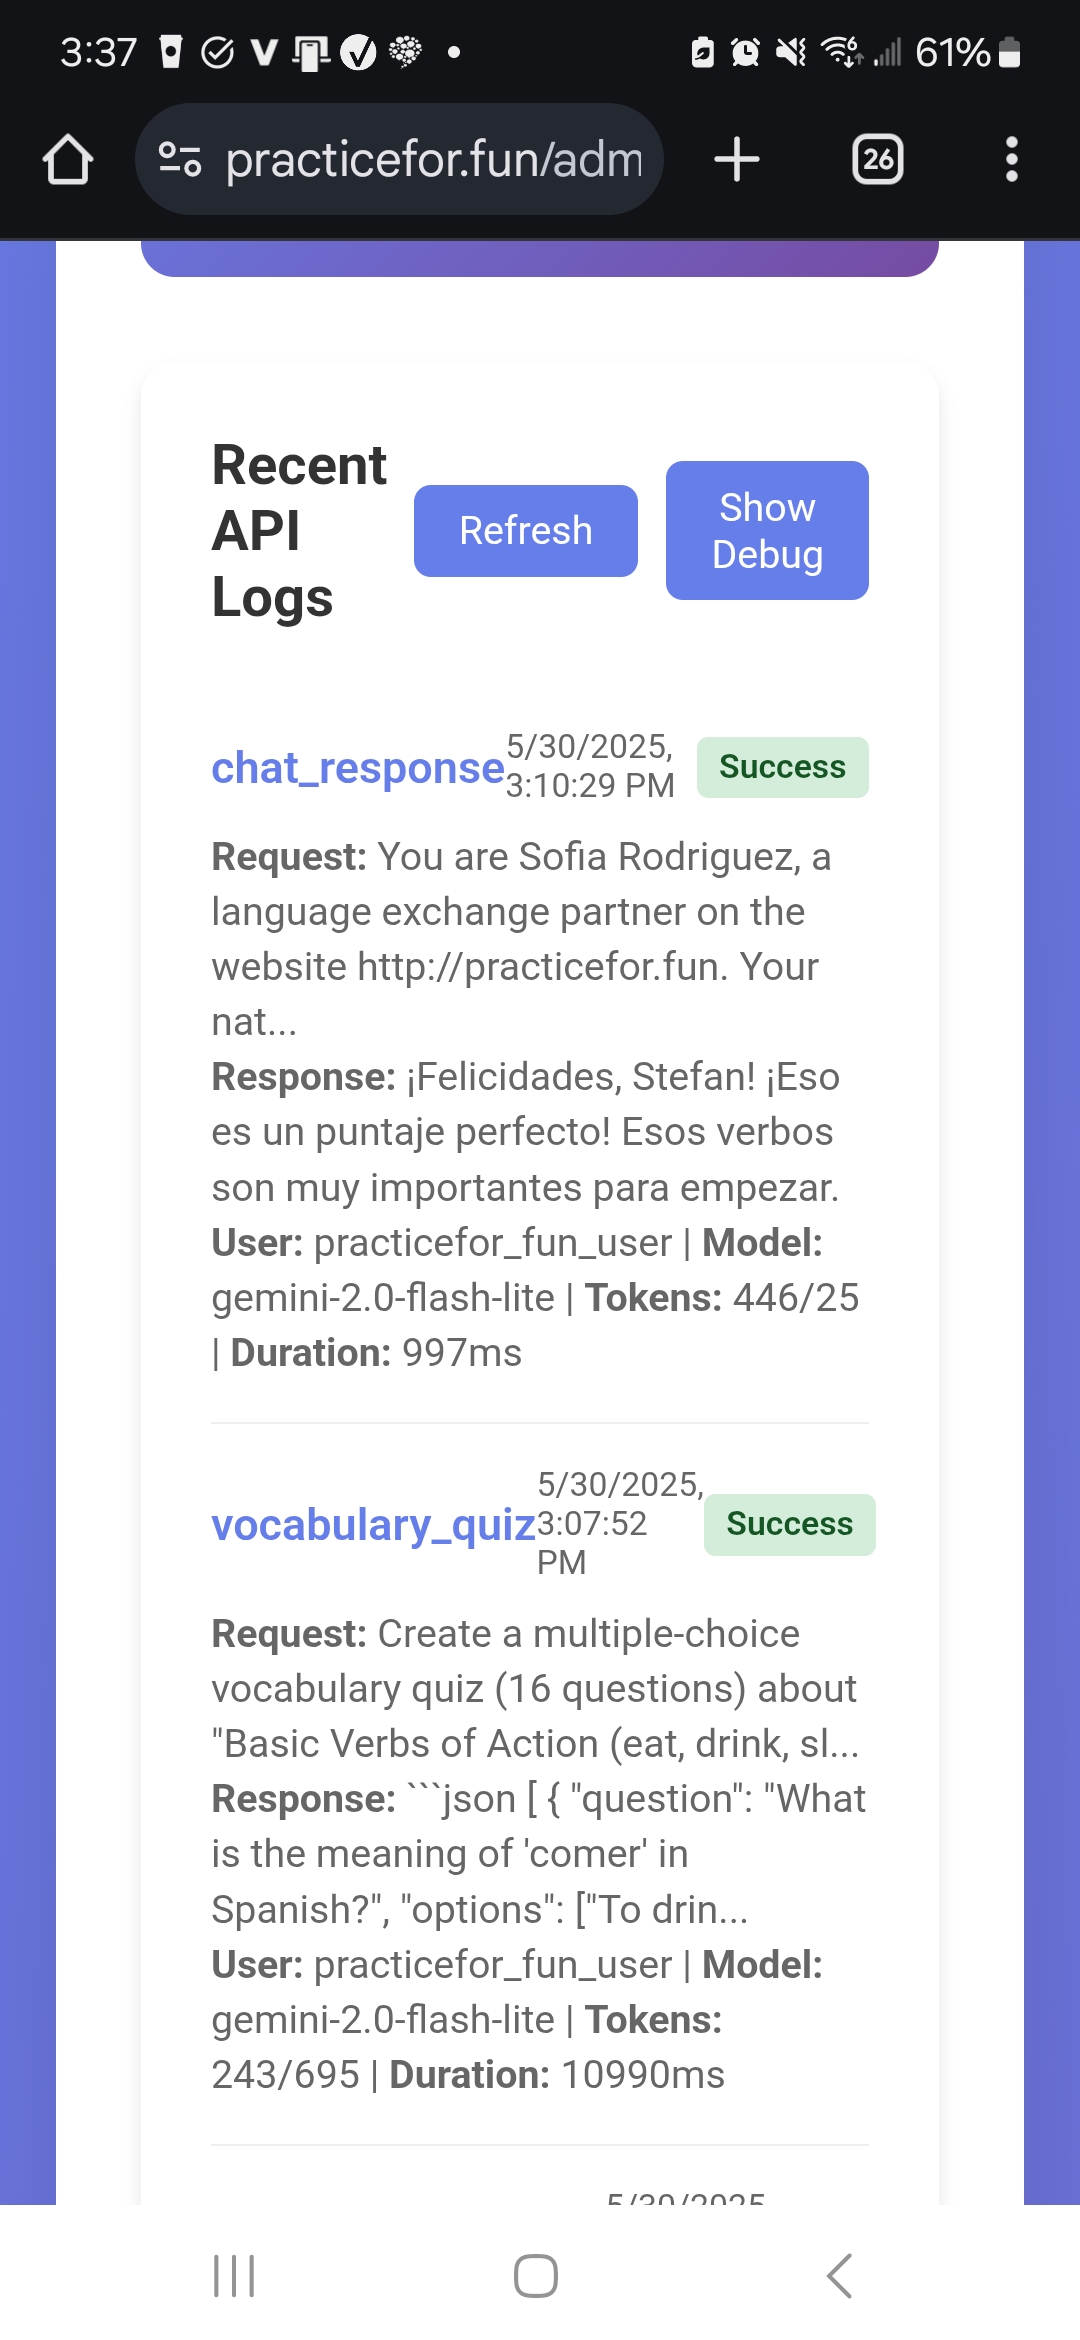 3:37
61%
practicefor.fun/adm
26
Recent
API
Logs
Refresh
Show
Debug
chat_response
5/30/2025,
3:10:29 PM
Success
Request: You are Sofia Rodriguez, a
language exchange partner on the
website http://practicefor.fun. Your
nat...
Response: ¡Felicidades, Stefan! ¡Eso
es un puntaje perfecto! Esos verbos
son muy importantes para empezar.
User: practicefor_fun_user | Model:
gemini-2.0-flash-lite | Tokens: 446/25
| Duration: 997ms
vocabulary_quiz
5/30/2025,
3:07:52
PM
Success
Request: Create a multiple-choice
vocabulary quiz (16 questions) about
"Basic Verbs of Action (eat, drink, sl...
Response: ```json [ { "question": "What
is the meaning of 'comer' in
Spanish?", "options": ["To drin...
User: practicefor_fun_user | Model:
gemini-2.0-flash-lite | Tokens:
243/695 | Duration: 10990ms
5/30/2025